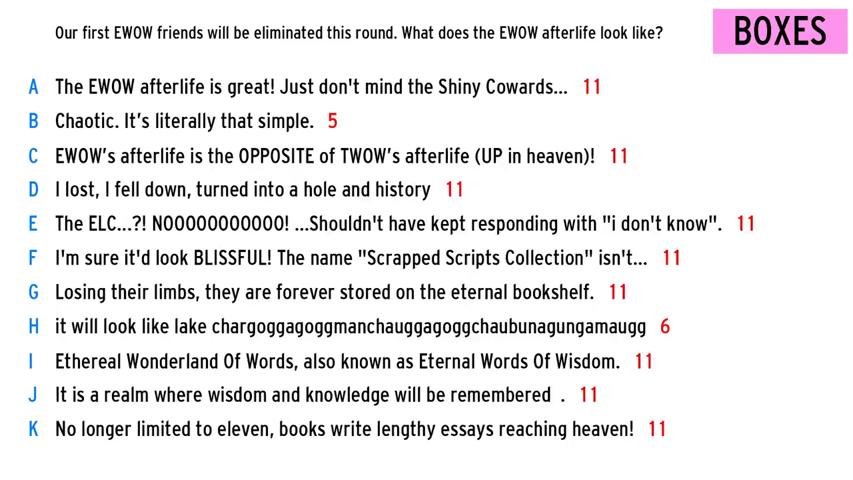 Our first EWOW friends will be eliminated this round. What does the EWOW afterlife look like?
BOXES
A The EWOW afterlife is great! Just don't mind the Shiny Cowards... 11
B Chaotic. It's literally that simple. 5
C EWOW's afterlife is the OPPOSITE of TWOW's afterlife (UP in heaven)! 11
D I lost, I fell down, turned into a hole and history 11
E The ELC...?! NOOOOOOOOOOO! ...Shouldn't have kept responding with "i don't know". 11
F I'm sure it'd look BLISSFUL! The name "Scrapped Scripts Collection" isn't... 11
G Losing their limbs, they are forever stored on the eternal bookshelf. 11
H it will look like lake chargoggagoggmanchauggagoggchaubunagungamaugg 6
I Ethereal Wonderland Of Words, also known as Eternal Words Of Wisdom. 11
J It is a realm where wisdom and knowledge will be remembered . 11
K No longer limited to eleven, books write lengthy essays reaching heaven! 11